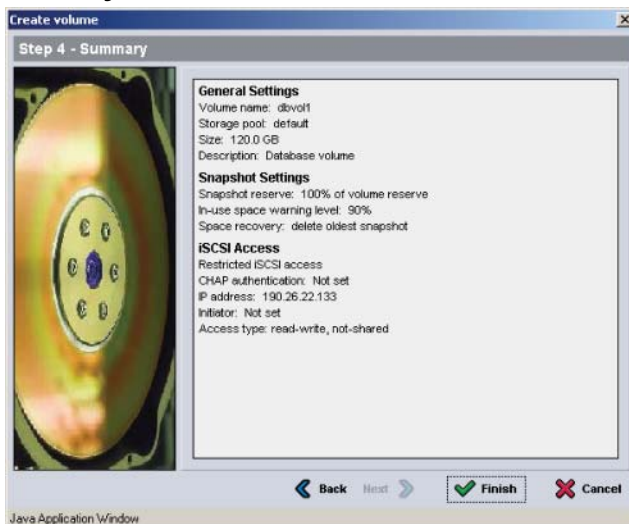 Create volume
Step 4 - Summary
General Settings
Volume name: dbvol1
Storage pool: default
Size: 120.0 GB
Description: Database volume
Snapshot Settings
Snapshot reserve: 100% of volume reserve
In-use space warning level: 90%
Space recovery: delete oldest snapshot
iSCSI Access
Restricted iSCSI access
CHAP authentication: Not set
IP address: 190.26.22.133
Initiator: Not set
Access type: read-write, not-shared
Back Next Finish Cancel
Java Application Window